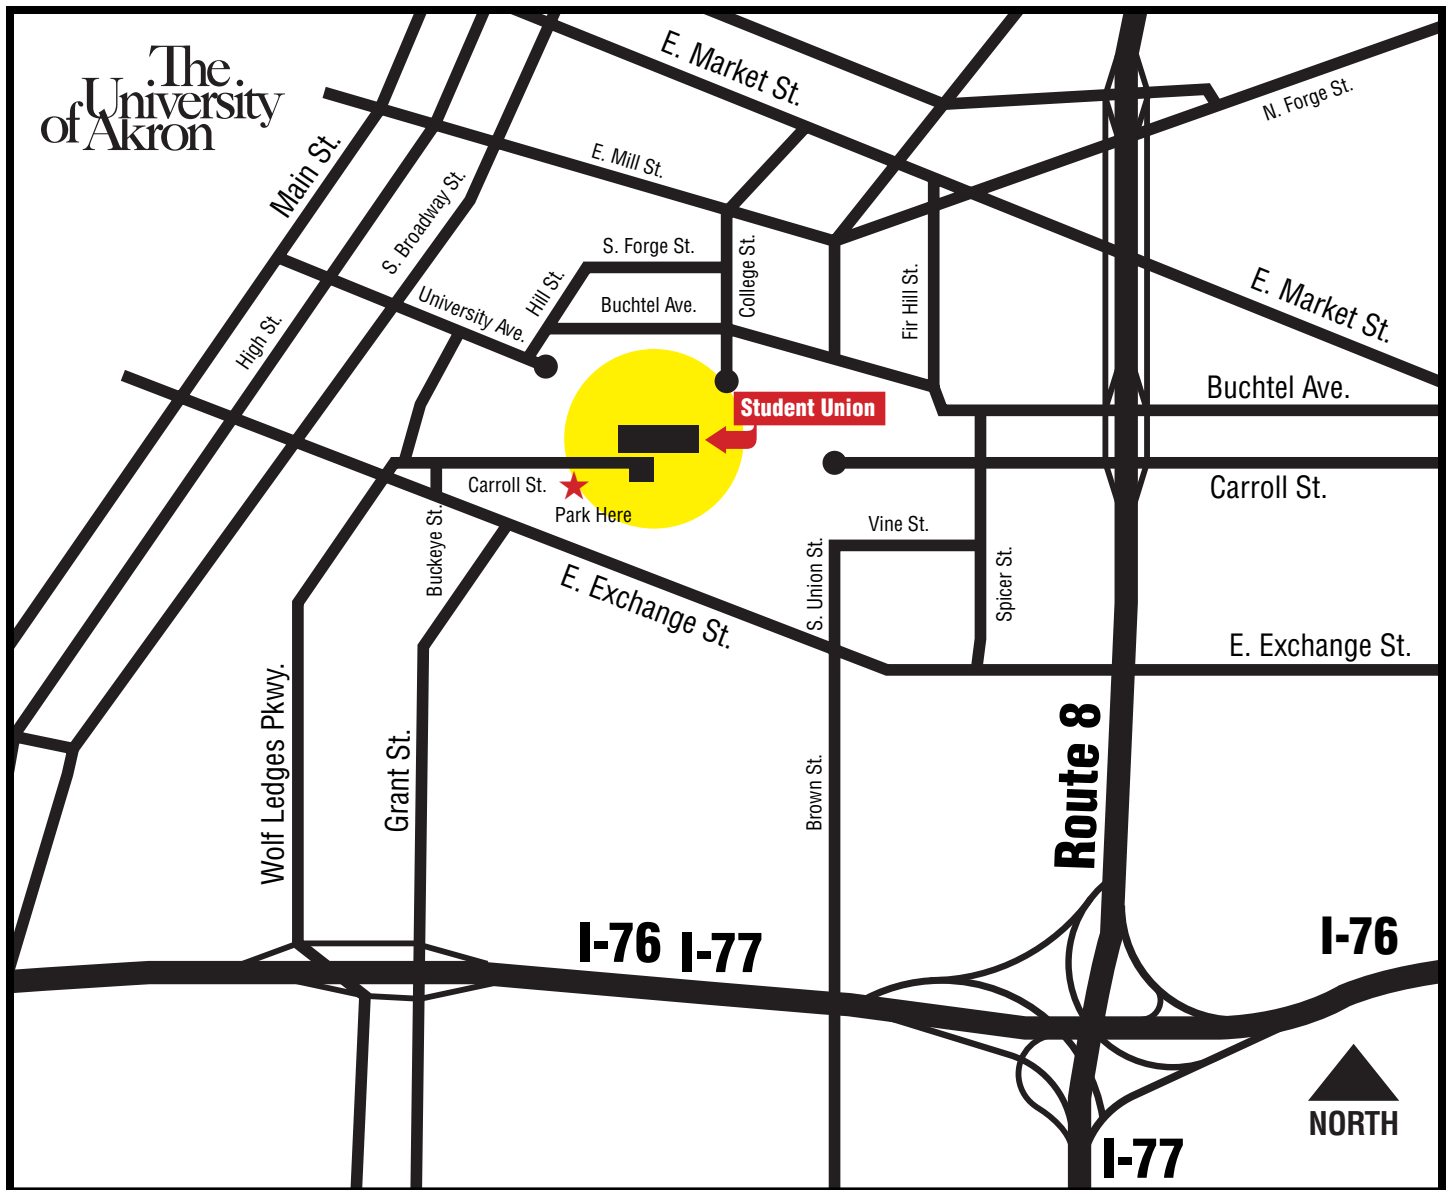 The
University
of Akron
E. Market St.
N. Forge St.
E. Mill St.
Main St.
S. Broadway St.
S. Forge St.
College St.
Hill St.
Buchtel Ave.
University Ave.
Fir Hill St.
High St.
E. Market St.
Buchtel Ave.
Student Union
Carroll St.
Carroll St.
Park Here
Vine St.
Buckeye St.
S. Union St.
Spicer St.
E. Exchange St.
E. Exchange St.
Wolf Ledges Pkwy.
Grant St.
Brown St.
Route 8
I-76 I-77
I-76
NORTH
I-77